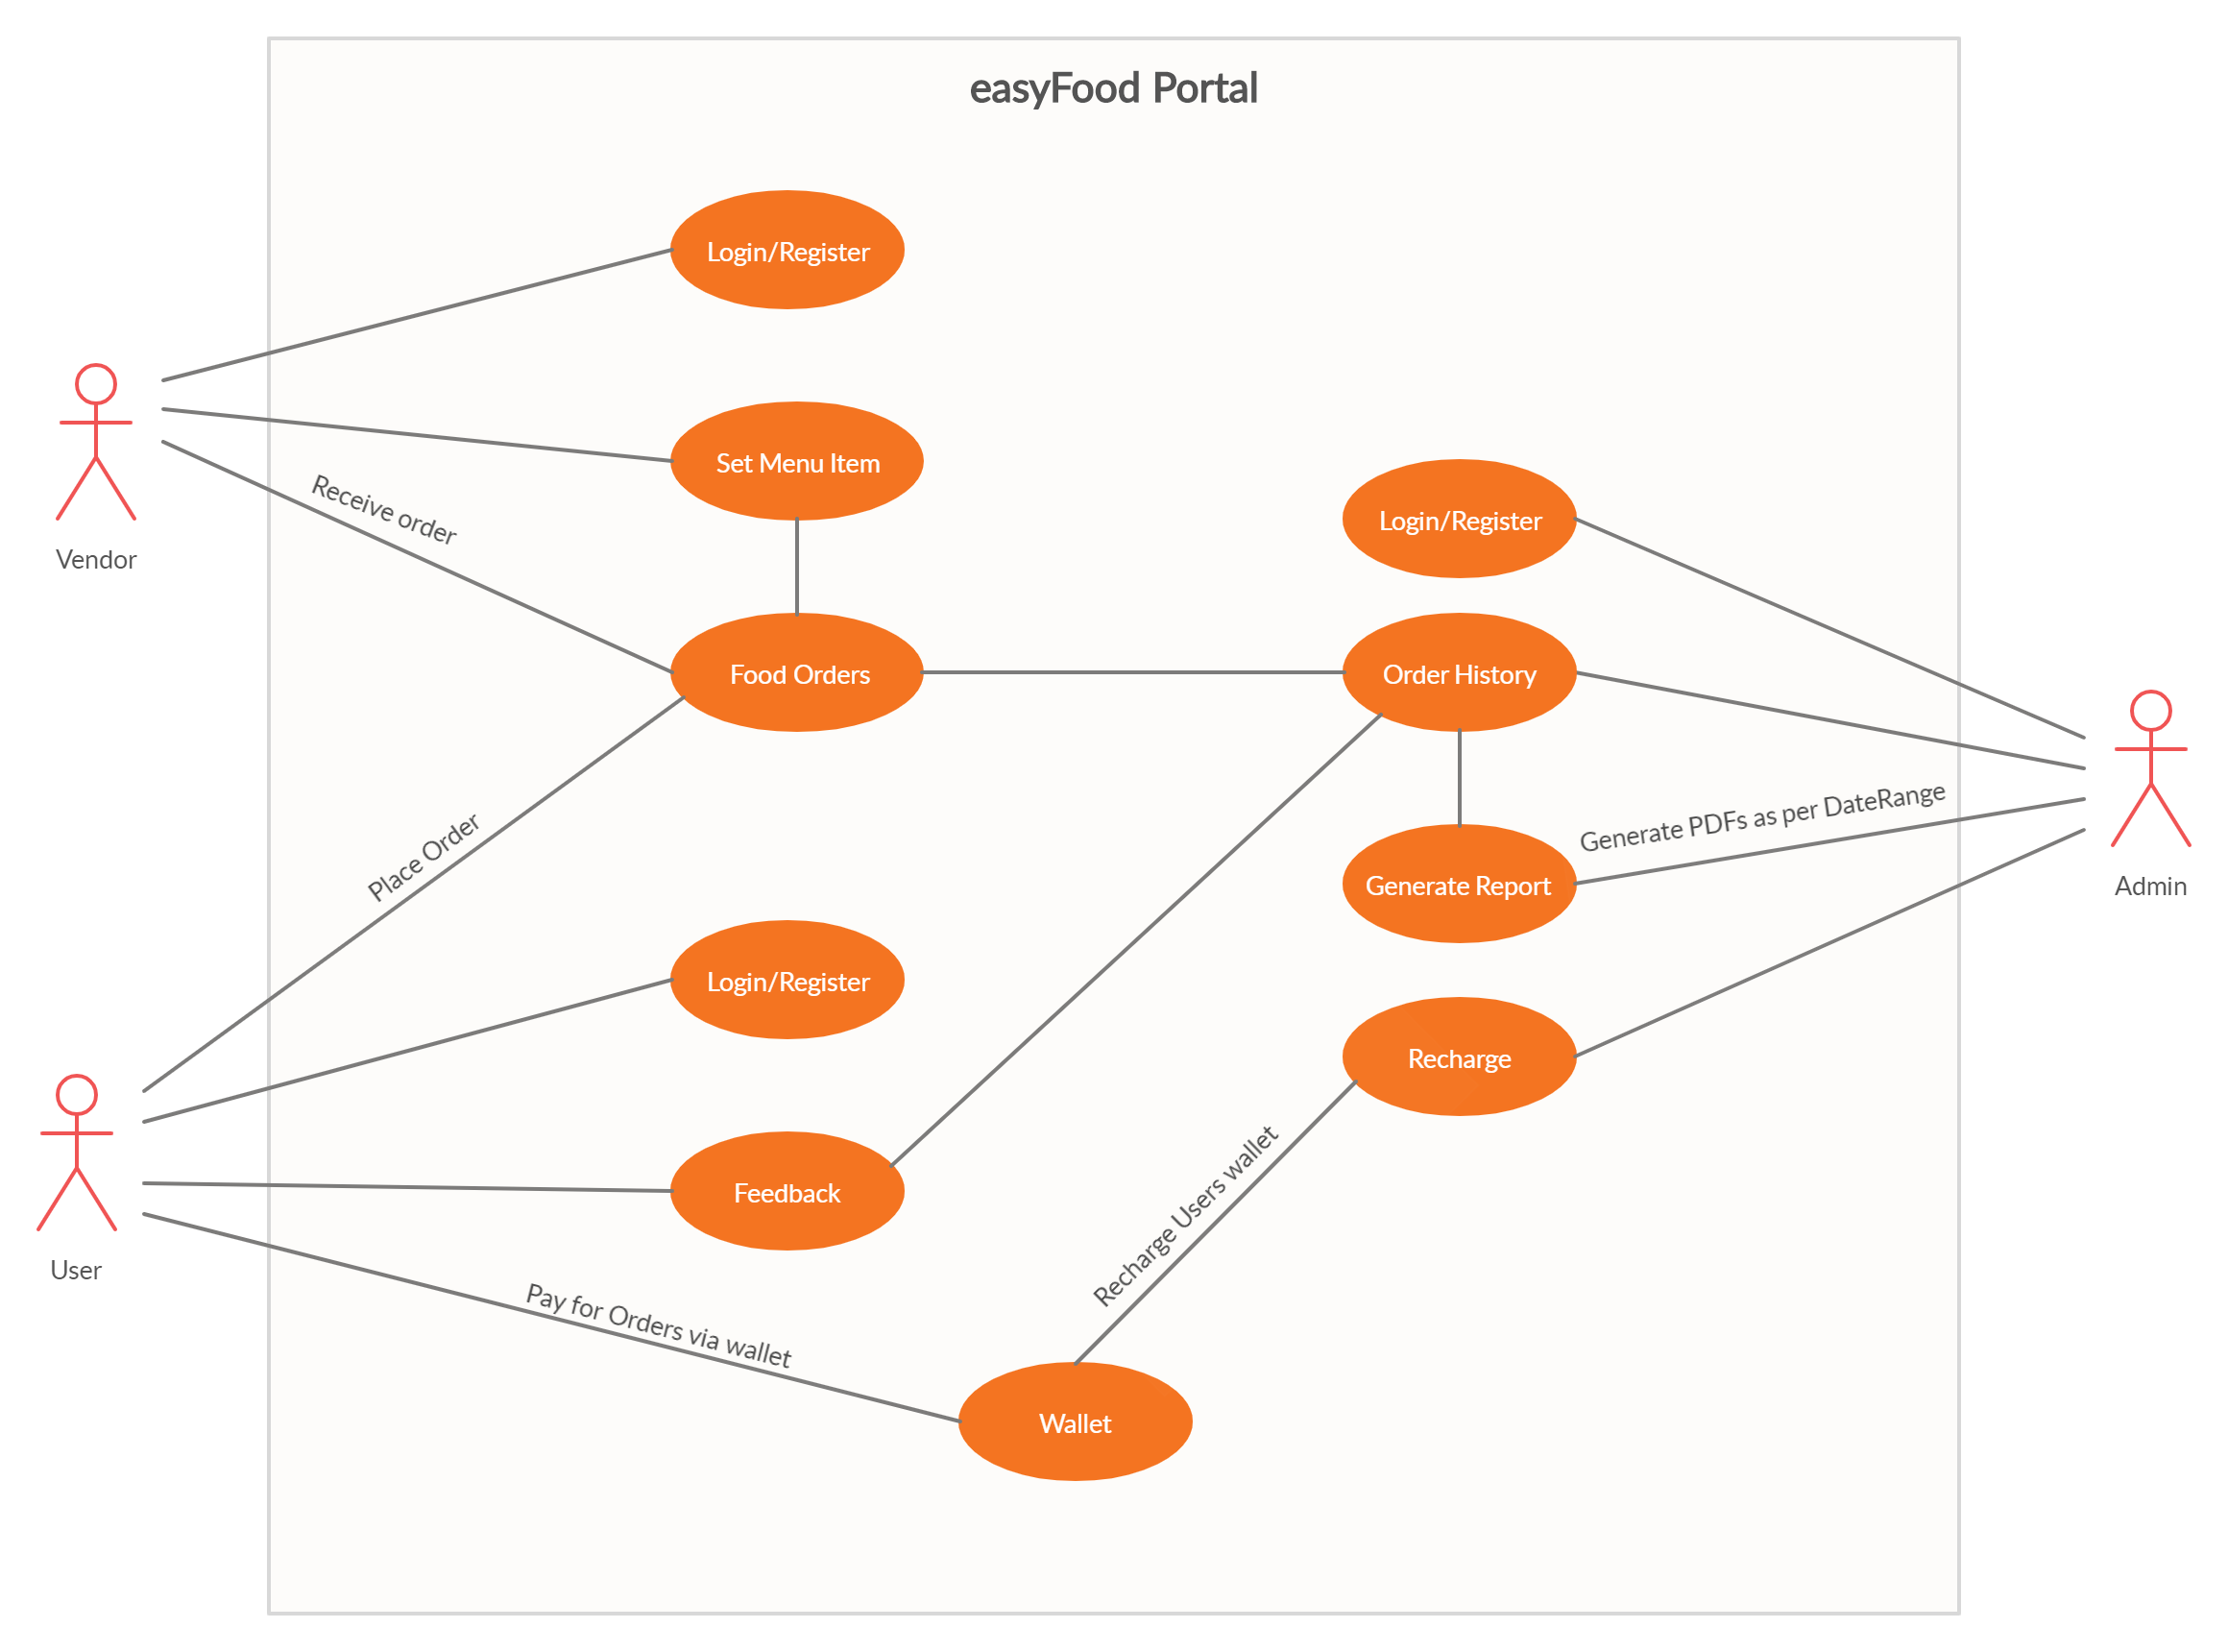 easyFood Portal
Login/Register
Set Menu Item
Receive order
Login/Register
Vendor
Food Orders
Order History
Place Order
Generate PDFs as per DateRange
Generate Report
Admin
Login/Register
Recharge
Feedback
Recharge Users wallet
User
Pay for Orders via wallet
Wallet